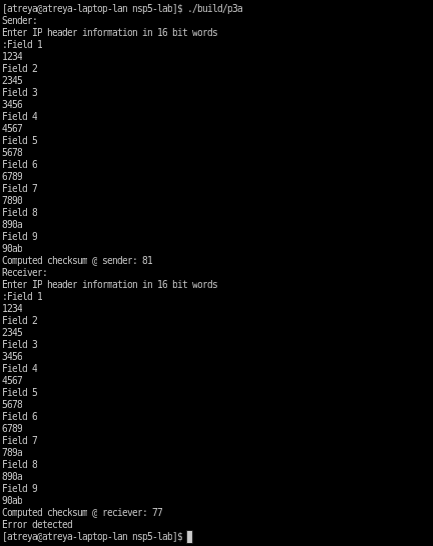 [atreya@atreya-laptop-lan nsp5-lab]$ ./build/p3a
Sender:
Enter IP header information in 16 bit words
:Field 1
1234
Field 2
2345
Field 3
3456
Field 4
4567
Field 5
5678
Field 6
6789
Field 7
7890
Field 8
890a
Field 9
90ab
Computed checksum @ sender: 81
Receiver:
Enter IP header information in 16 bit words
:Field 1
1234
Field 2
2345
Field 3
3456
Field 4
4567
Field 5
5678
Field 6
6789
Field 7
789a
Field 8
890a
Field 9
90ab
Computed checksum @ reciever: 77
Error detected
[atreya@atreya-laptop-lan nsp5-lab]$